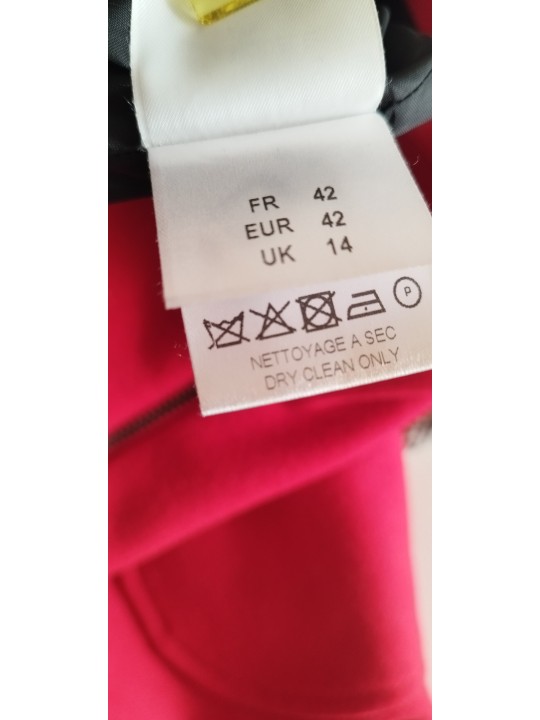 FR 42
EUR 42
UK 14
P
NETTOYAGE A SEC
DRY CLEAN ONLY